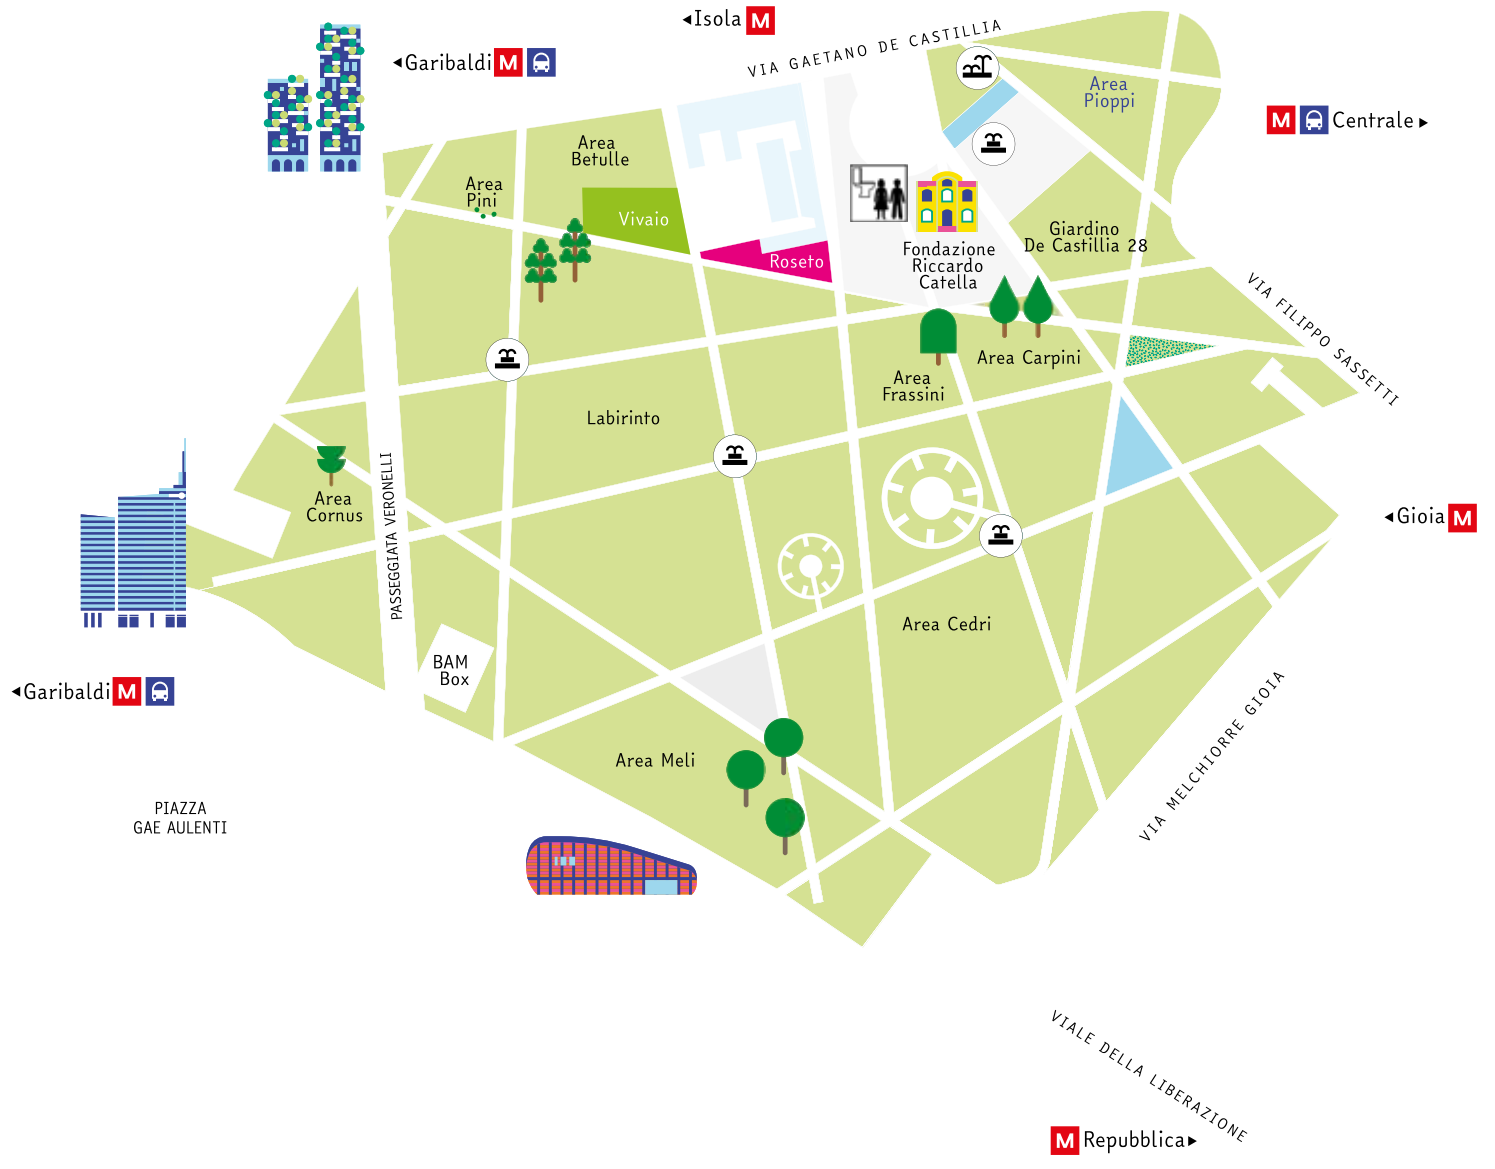 Isola M
VIA GAETANO DE CASTILLIA
Garibaldi M
Area
Pioppi
M Centrale
Area
Betulle
Area
Pini
Vivaio
Roseto
Fondazione
Riccardo
Catella
Giardino
De Castillia 28
VIA FILIPPO SASSETTI
Area Carpini
Area
Frassini
Labirinto
Area
Cornus
PASSEGGIATA VERONELLI
Gioia M
Area Cedri
BAM
Box
Garibaldi M
Area Meli
VIA MELCHIORRE GIOIA
PIAZZA
GAE AULENTI
VIALE DELLA LIBERAZIONE
M Repubblica